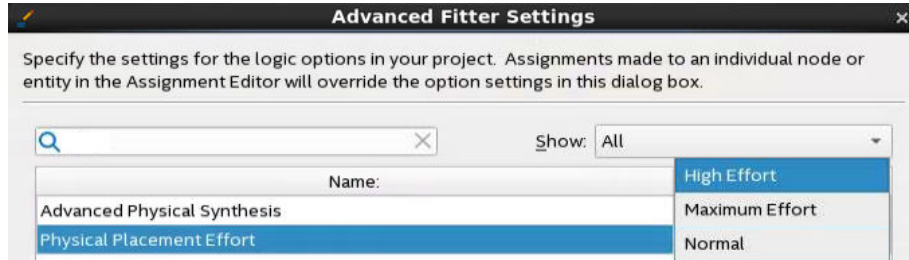 Advanced Fitter Settings
Specify the settings for the logic options in your project. Assignments made to an individual node or
entity in the Assignment Editor will override the option settings in this dialog box.
Show: All
Name:
High Effort
Advanced Physical Synthesis
Maximum Effort
Physical Placement Effort
Normal